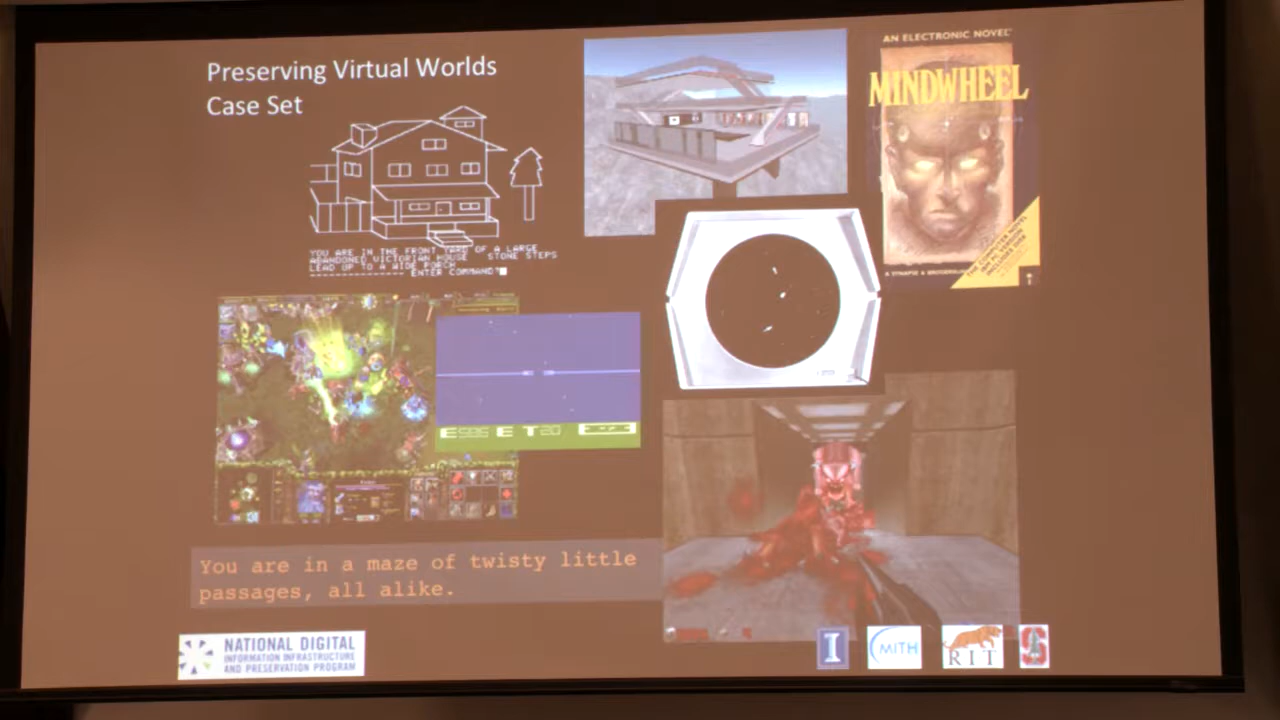 Preserving Virtual Worlds
Case Set
AN ELECTRONIC NOVEL
MINDWHEEL
YOU ARE IN THE FRONT YARD OF A LARGE
ABANDONED VICTORIAN HOUSE STONE STEPS
LEAD UP TO A WIDE PORCH
-------------- ENTER COMMAND?
You are in a maze of twisty little
passages, all alike.
NATIONAL DIGITAL
INFORMATION INFRASTRUCTURE
AND PRESERVATION PROGRAM
I
MITH
RIT
S